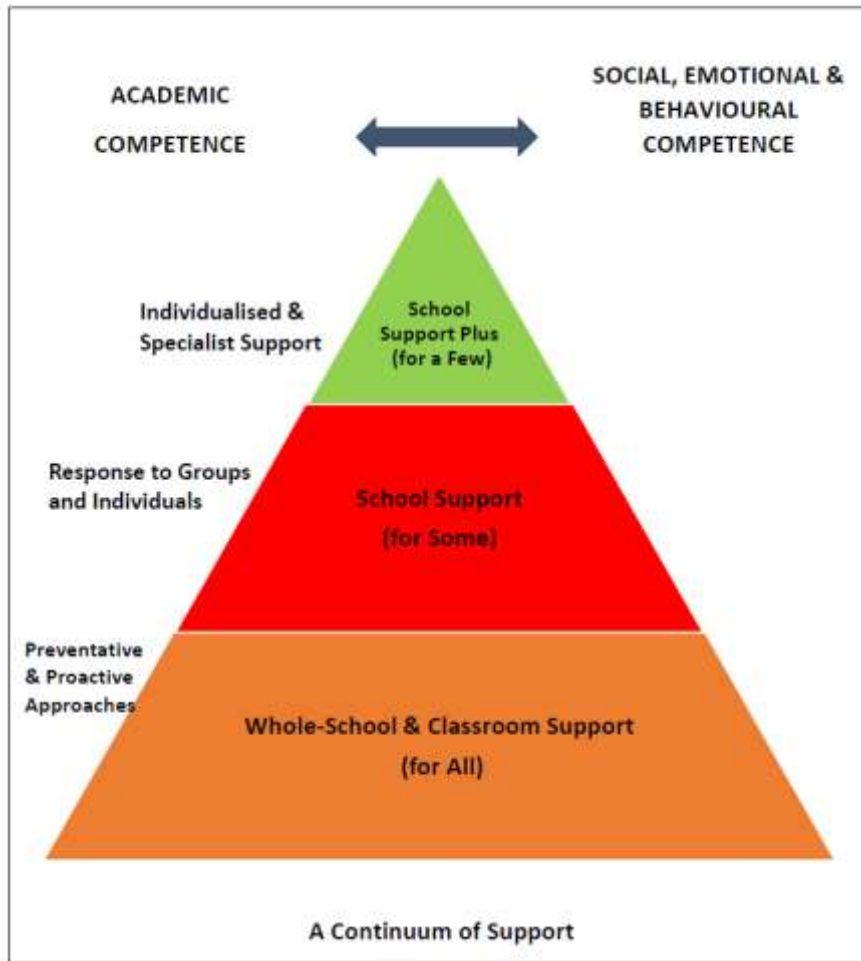 ACADEMIC
COMPETENCE
SOCIAL, EMOTIONAL &
BEHAVIOURAL
COMPETENCE
Individualised &
Specialist Support
School
Support Plus
(for a Few)
Response to Groups
and Individuals
School Support
(for Some)
Preventative
& Proactive
Approaches
Whole-School & Classroom Support
(for All)
A Continuum of Support